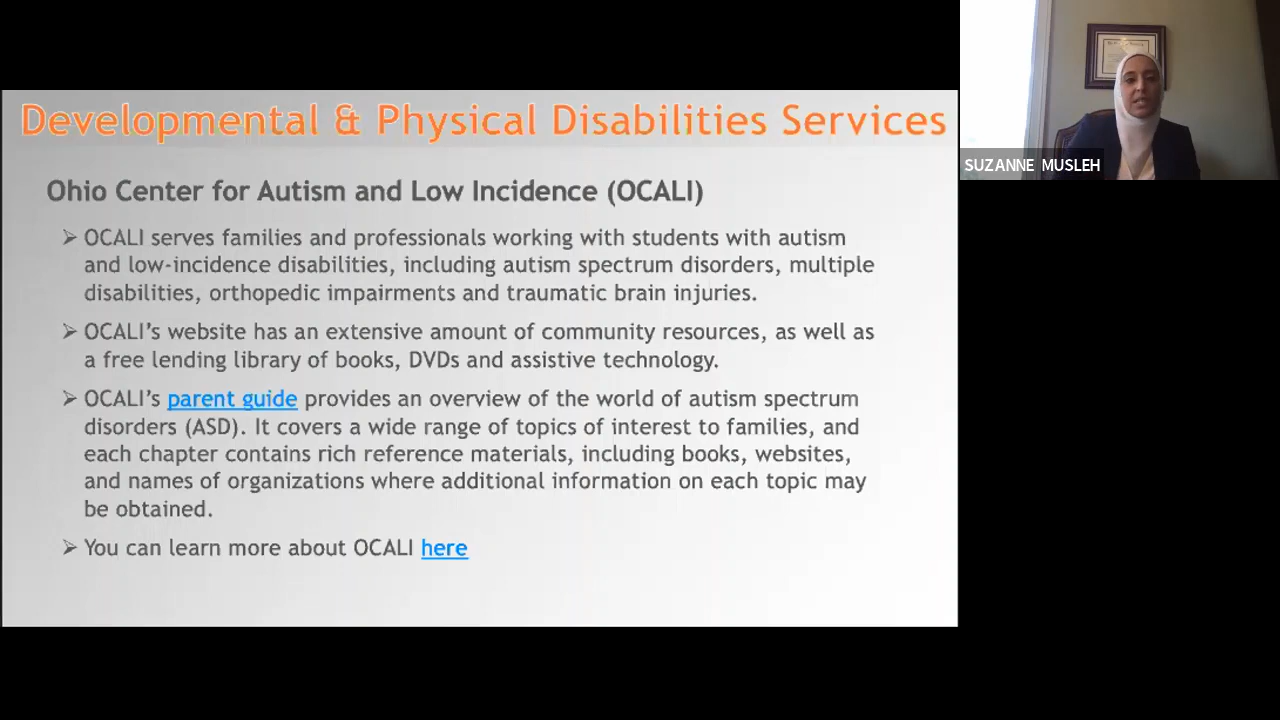 Developmental & Physical Disabilities Services
SUZANNE MUSLEH
Ohio Center for Autism and Low Incidence (OCALI)
➢ OCALI serves families and professionals working with students with autism
and low-incidence disabilities, including autism spectrum disorders, multiple
disabilities, orthopedic impairments and traumatic brain injuries.
➢ OCALI’s website has an extensive amount of community resources, as well as
a free lending library of books, DVDs and assistive technology.
➢ OCALI’s parent guide provides an overview of the world of autism spectrum
disorders (ASD). It covers a wide range of topics of interest to families, and
each chapter contains rich reference materials, including books, websites,
and names of organizations where additional information on each topic may
be obtained.
➢ You can learn more about OCALI here